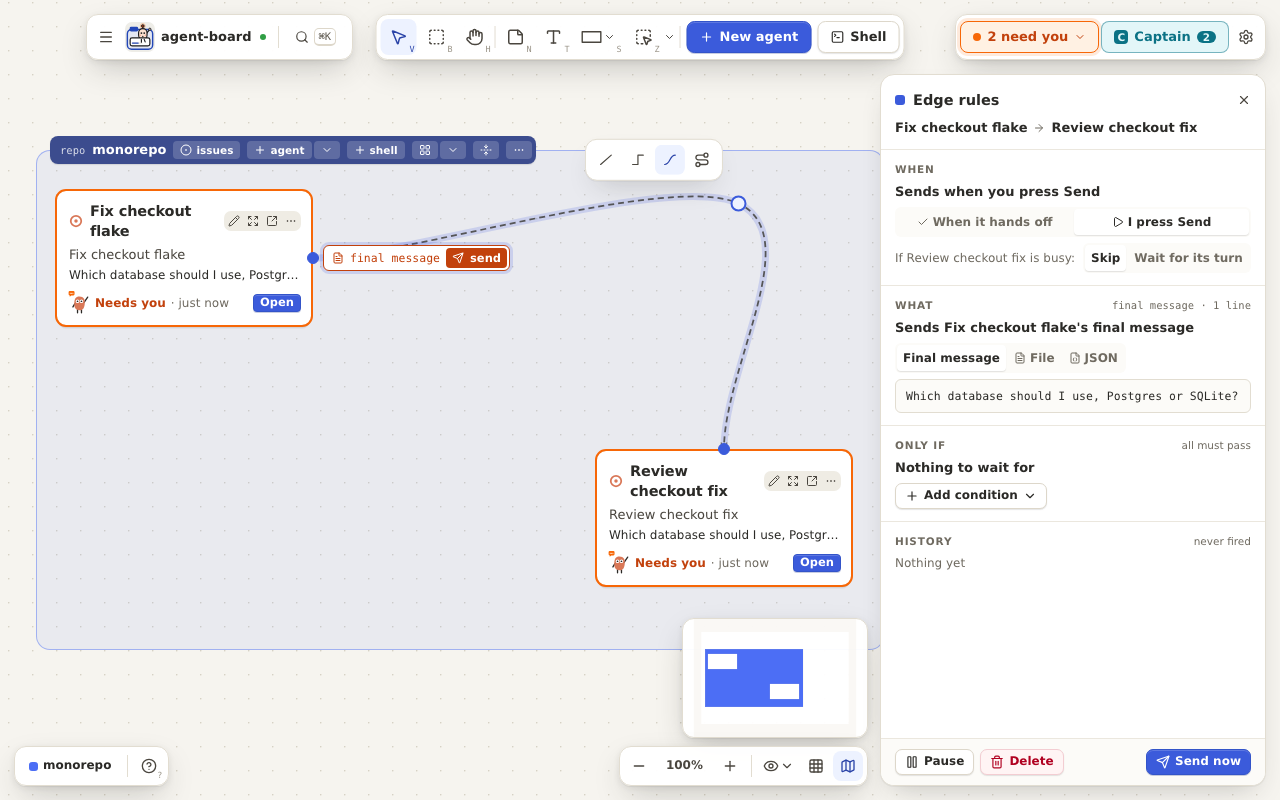 agent-board
⌘K
V
B
H
N
T
S
Z
New agent
Shell
2 need you
C Captain 2
repo monorepo issues agent shell
Fix checkout
flake
Fix checkout flake
Which database should I use, Postgr...
Needs you · just now
Open
final message send
Review
checkout fix
Review checkout fix
Which database should I use, Postgr...
Needs you · just now
Open
Edge rules
Fix checkout flake → Review checkout fix
WHEN
Sends when you press Send
When it hands off
I press Send
If Review checkout fix is busy: Skip Wait for its turn
WHAT
final message · 1 line
Sends Fix checkout flake's final message
Final message File JSON
Which database should I use, Postgres or SQLite?
ONLY IF
all must pass
Nothing to wait for
Add condition
HISTORY
never fired
Nothing yet
Pause
Delete
Send now
monorepo
?
100%